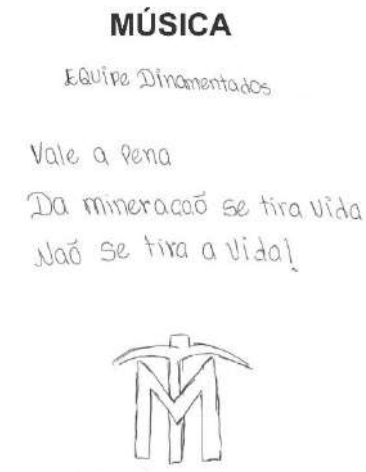 MÚSICA
EQuipe Dinamentados
Vale a Pena
Da mineracaõ se tira vida
Naõ se tira a vida!